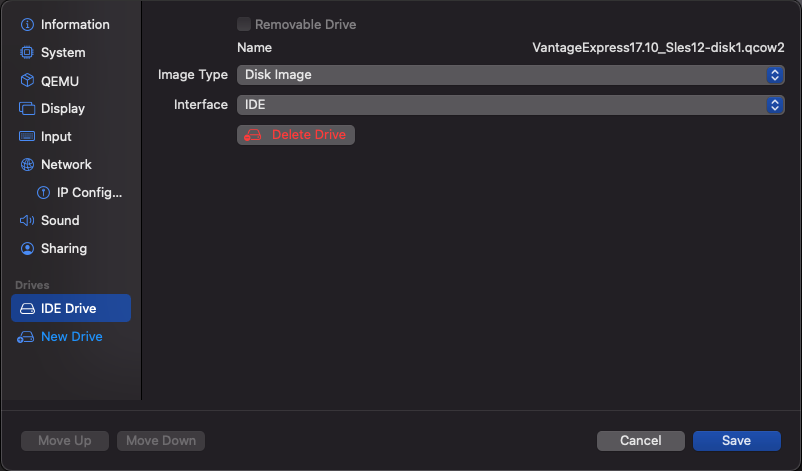 Information
System
QEMU
Display
Input
Network
IP Config...
Sound
Sharing
Drives
IDE Drive
New Drive
Removable Drive
Name VantageExpress17.10_Sles12-disk1.qcow2
Image Type Disk Image
Interface IDE
Delete Drive
Move Up Move Down Cancel Save